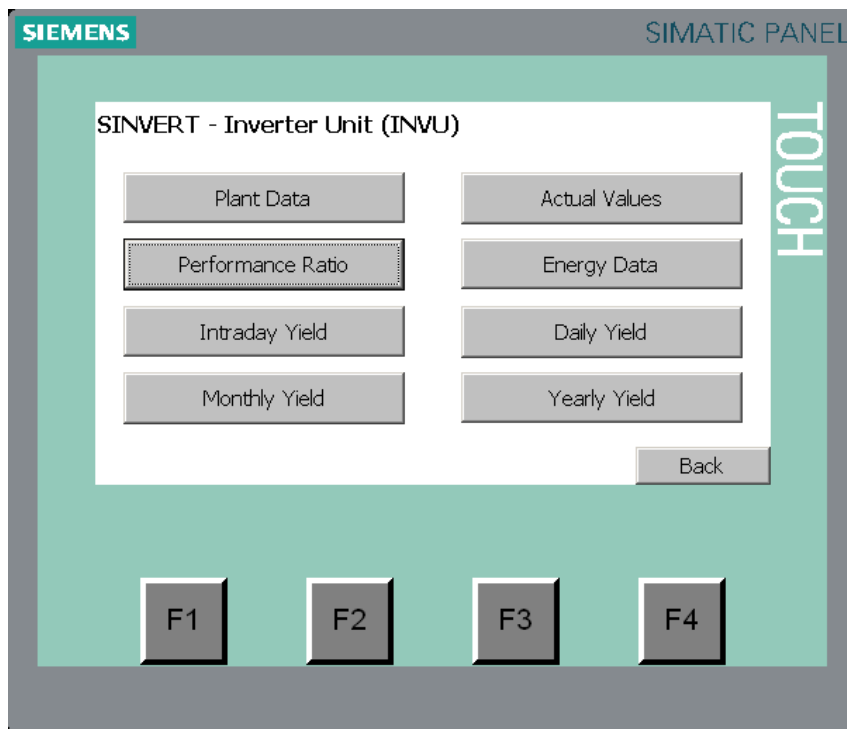 SIEMENS
SIMATIC PANEL
TOUCH
SINVERT - Inverter Unit (INVU)
Plant Data
Actual Values
Performance Ratio
Energy Data
Intraday Yield
Daily Yield
Monthly Yield
Yearly Yield
Back
F1
F2
F3
F4